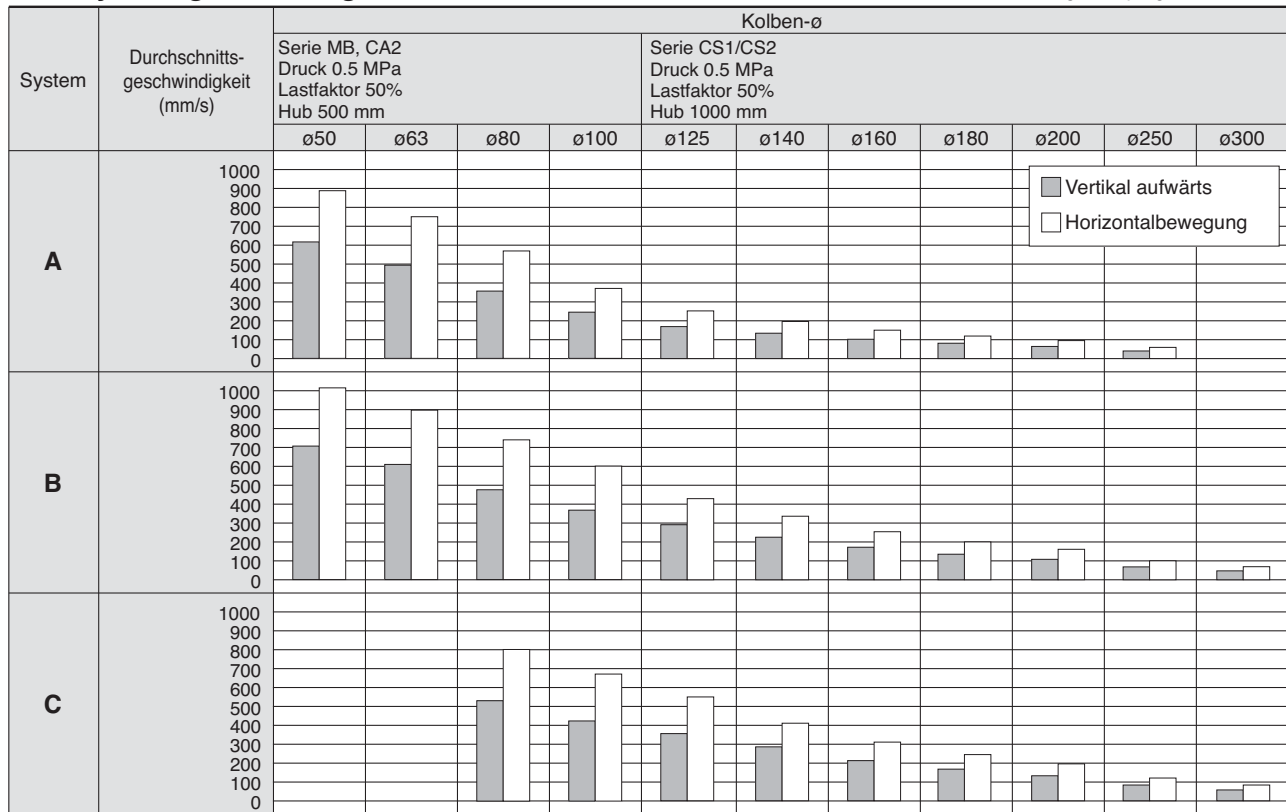 Kolben-ø
System
Durchschnitts-
geschwindigkeit
(mm/s)
Serie MB, CA2
Druck 0.5 MPa
Lastfaktor 50%
Hub 500 mm
Serie CS1/CS2
Druck 0.5 MPa
Lastfaktor 50%
Hub 1000 mm
ø50 ø63 ø80 ø100 ø125 ø140 ø160 ø180 ø200 ø250 ø300
A
1000
900
800
700
600
500
400
300
200
100
0
Vertikal aufwärts
Horizontalbewegung
B
1000
900
800
700
600
500
400
300
200
100
0
C
1000
900
800
700
600
500
400
300
200
100
0